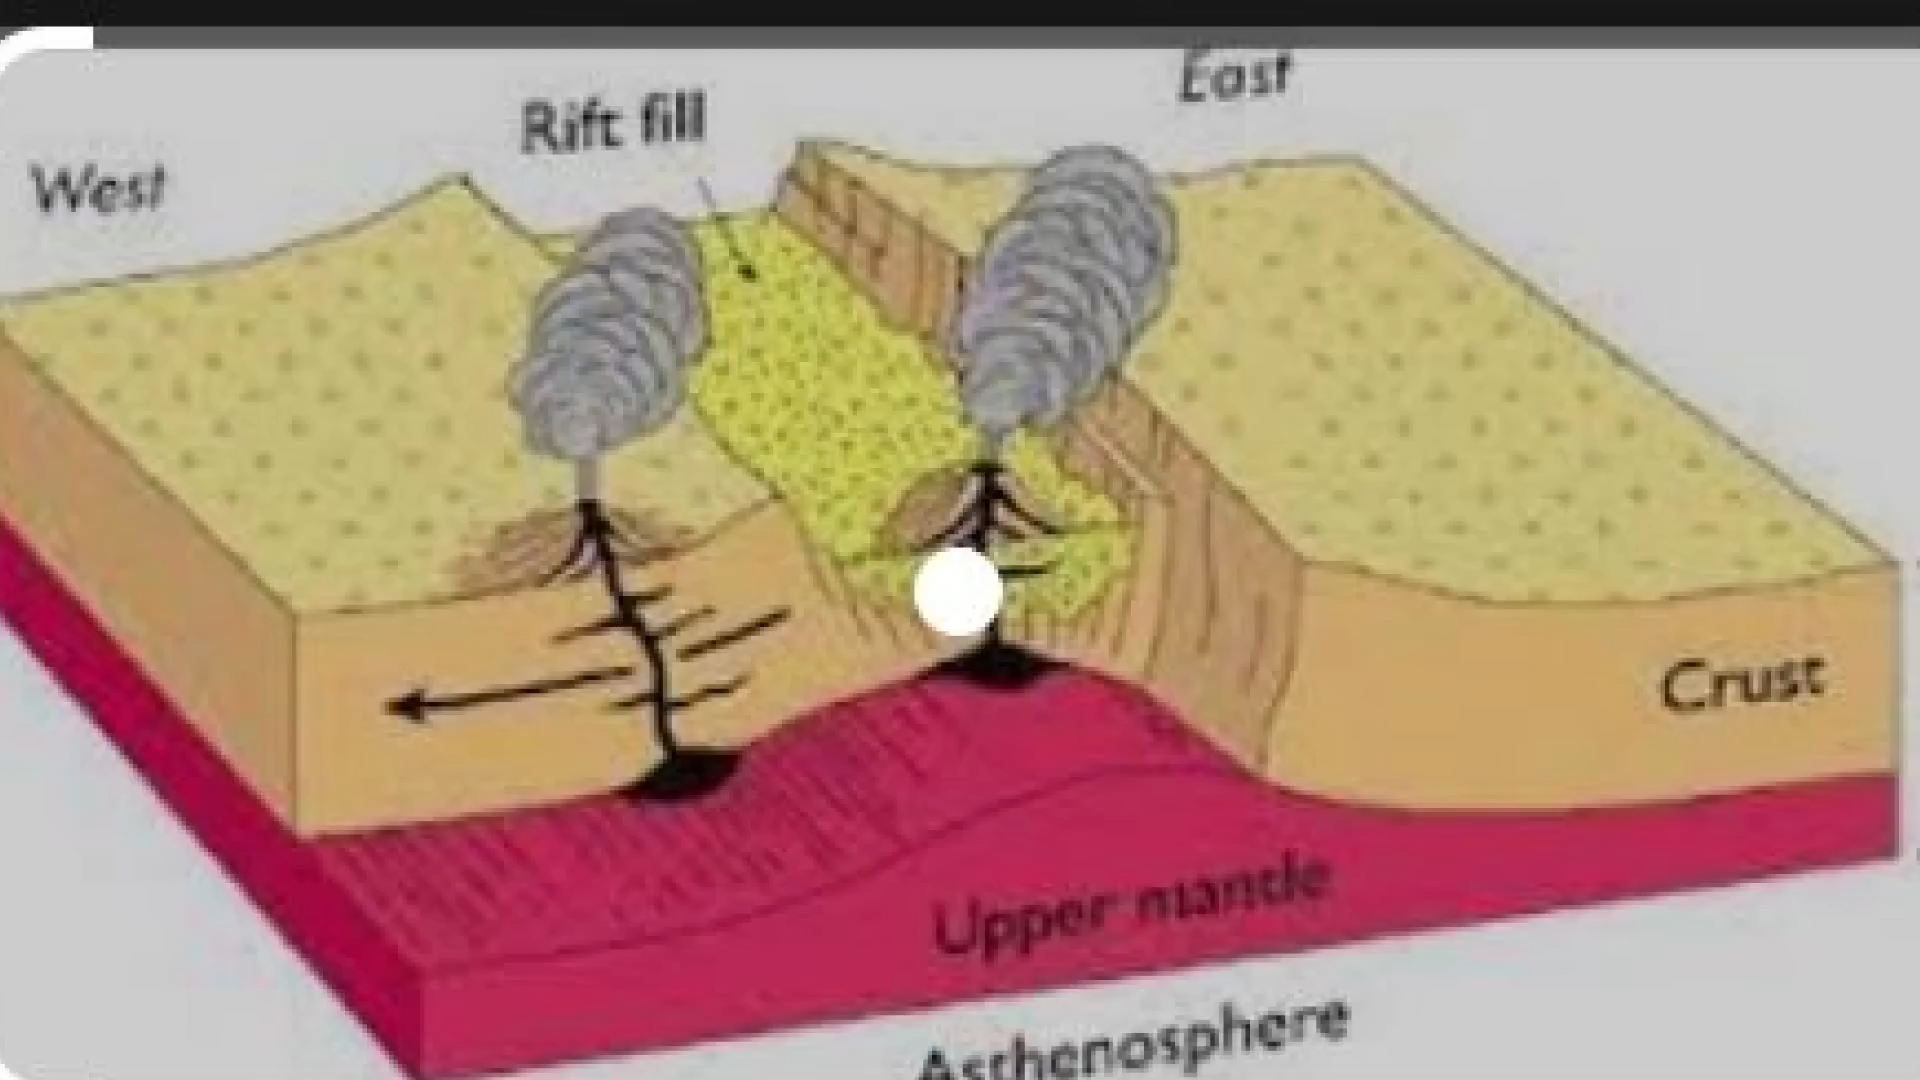 East
Rift fill
West
Crust
Upper mantle
Asthenosphere